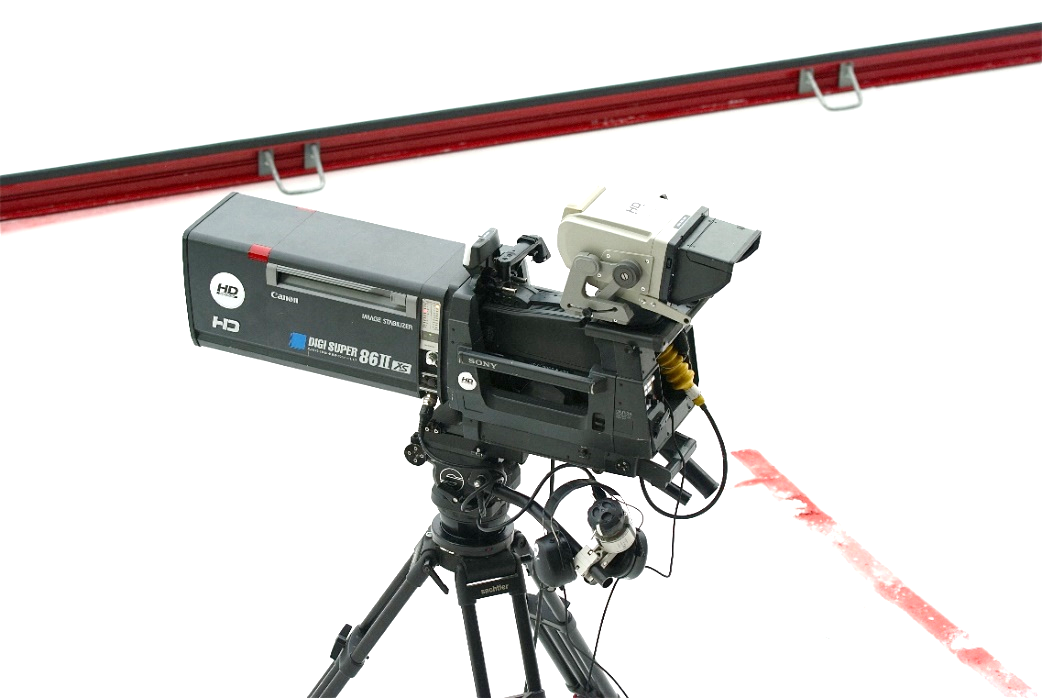 HD
HD
Canon
IMAGE STABILIZER
DIGI SUPER 86II XS
HD
SONY
HD
sachtler